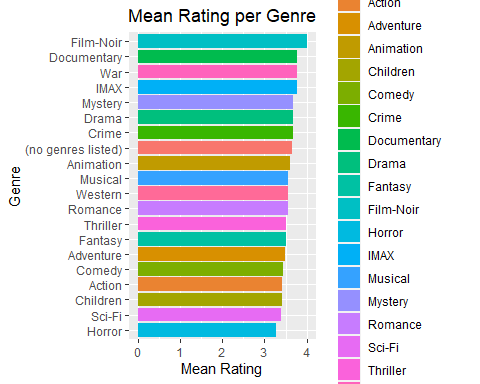 Mean Rating per Genre
Genre
Film-Noir
Documentary
War
IMAX
Mystery
Drama
Crime
(no genres listed)
Animation
Musical
Western
Romance
Thriller
Fantasy
Adventure
Comedy
Action
Children
Sci-Fi
Horror
0 1 2 3 4
Mean Rating
Action
Adventure
Animation
Children
Comedy
Crime
Documentary
Drama
Fantasy
Film-Noir
Horror
IMAX
Musical
Mystery
Romance
Sci-Fi
Thriller